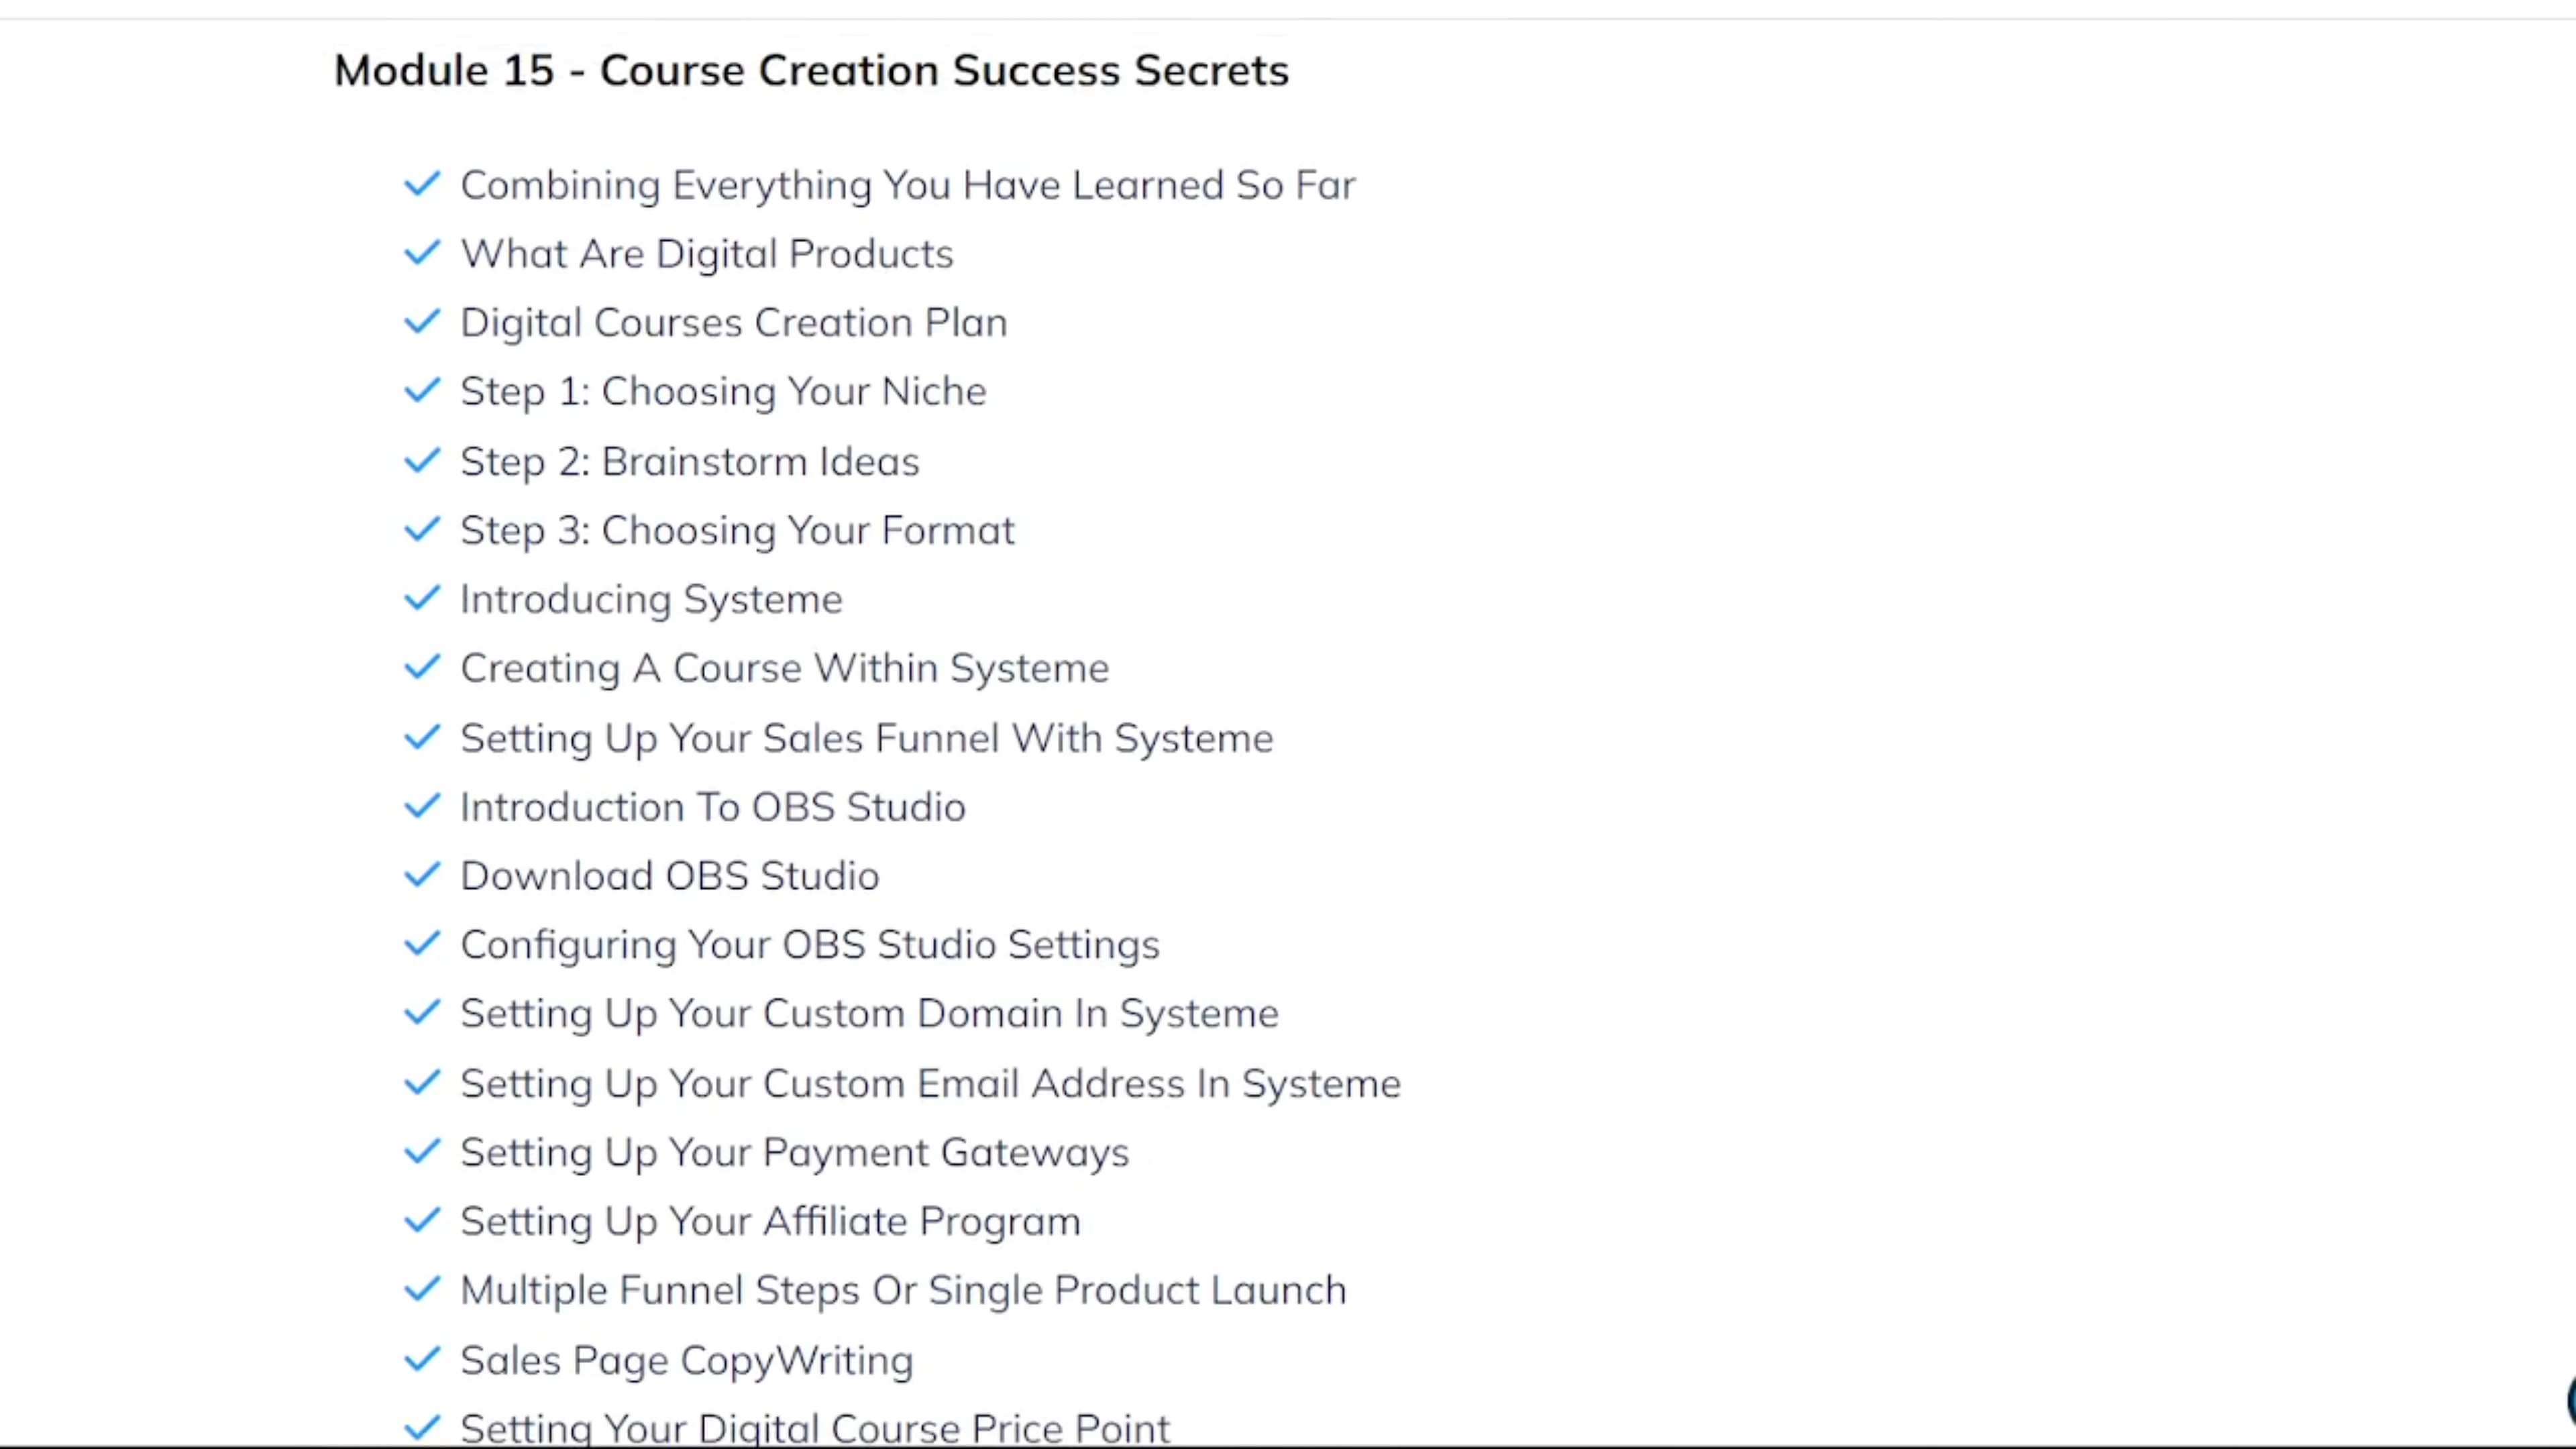 Module 15 - Course Creation Success Secrets
Combining Everything You Have Learned So Far
What Are Digital Products
Digital Courses Creation Plan
Step 1: Choosing Your Niche
Step 2: Brainstorm Ideas
Step 3: Choosing Your Format
Introducing Systeme
Creating A Course Within Systeme
Setting Up Your Sales Funnel With Systeme
Introduction To OBS Studio
Download OBS Studio
Configuring Your OBS Studio Settings
Setting Up Your Custom Domain In Systeme
Setting Up Your Custom Email Address In Systeme
Setting Up Your Payment Gateways
Setting Up Your Affiliate Program
Multiple Funnel Steps Or Single Product Launch
Sales Page CopyWriting
Setting Your Digital Course Price Point